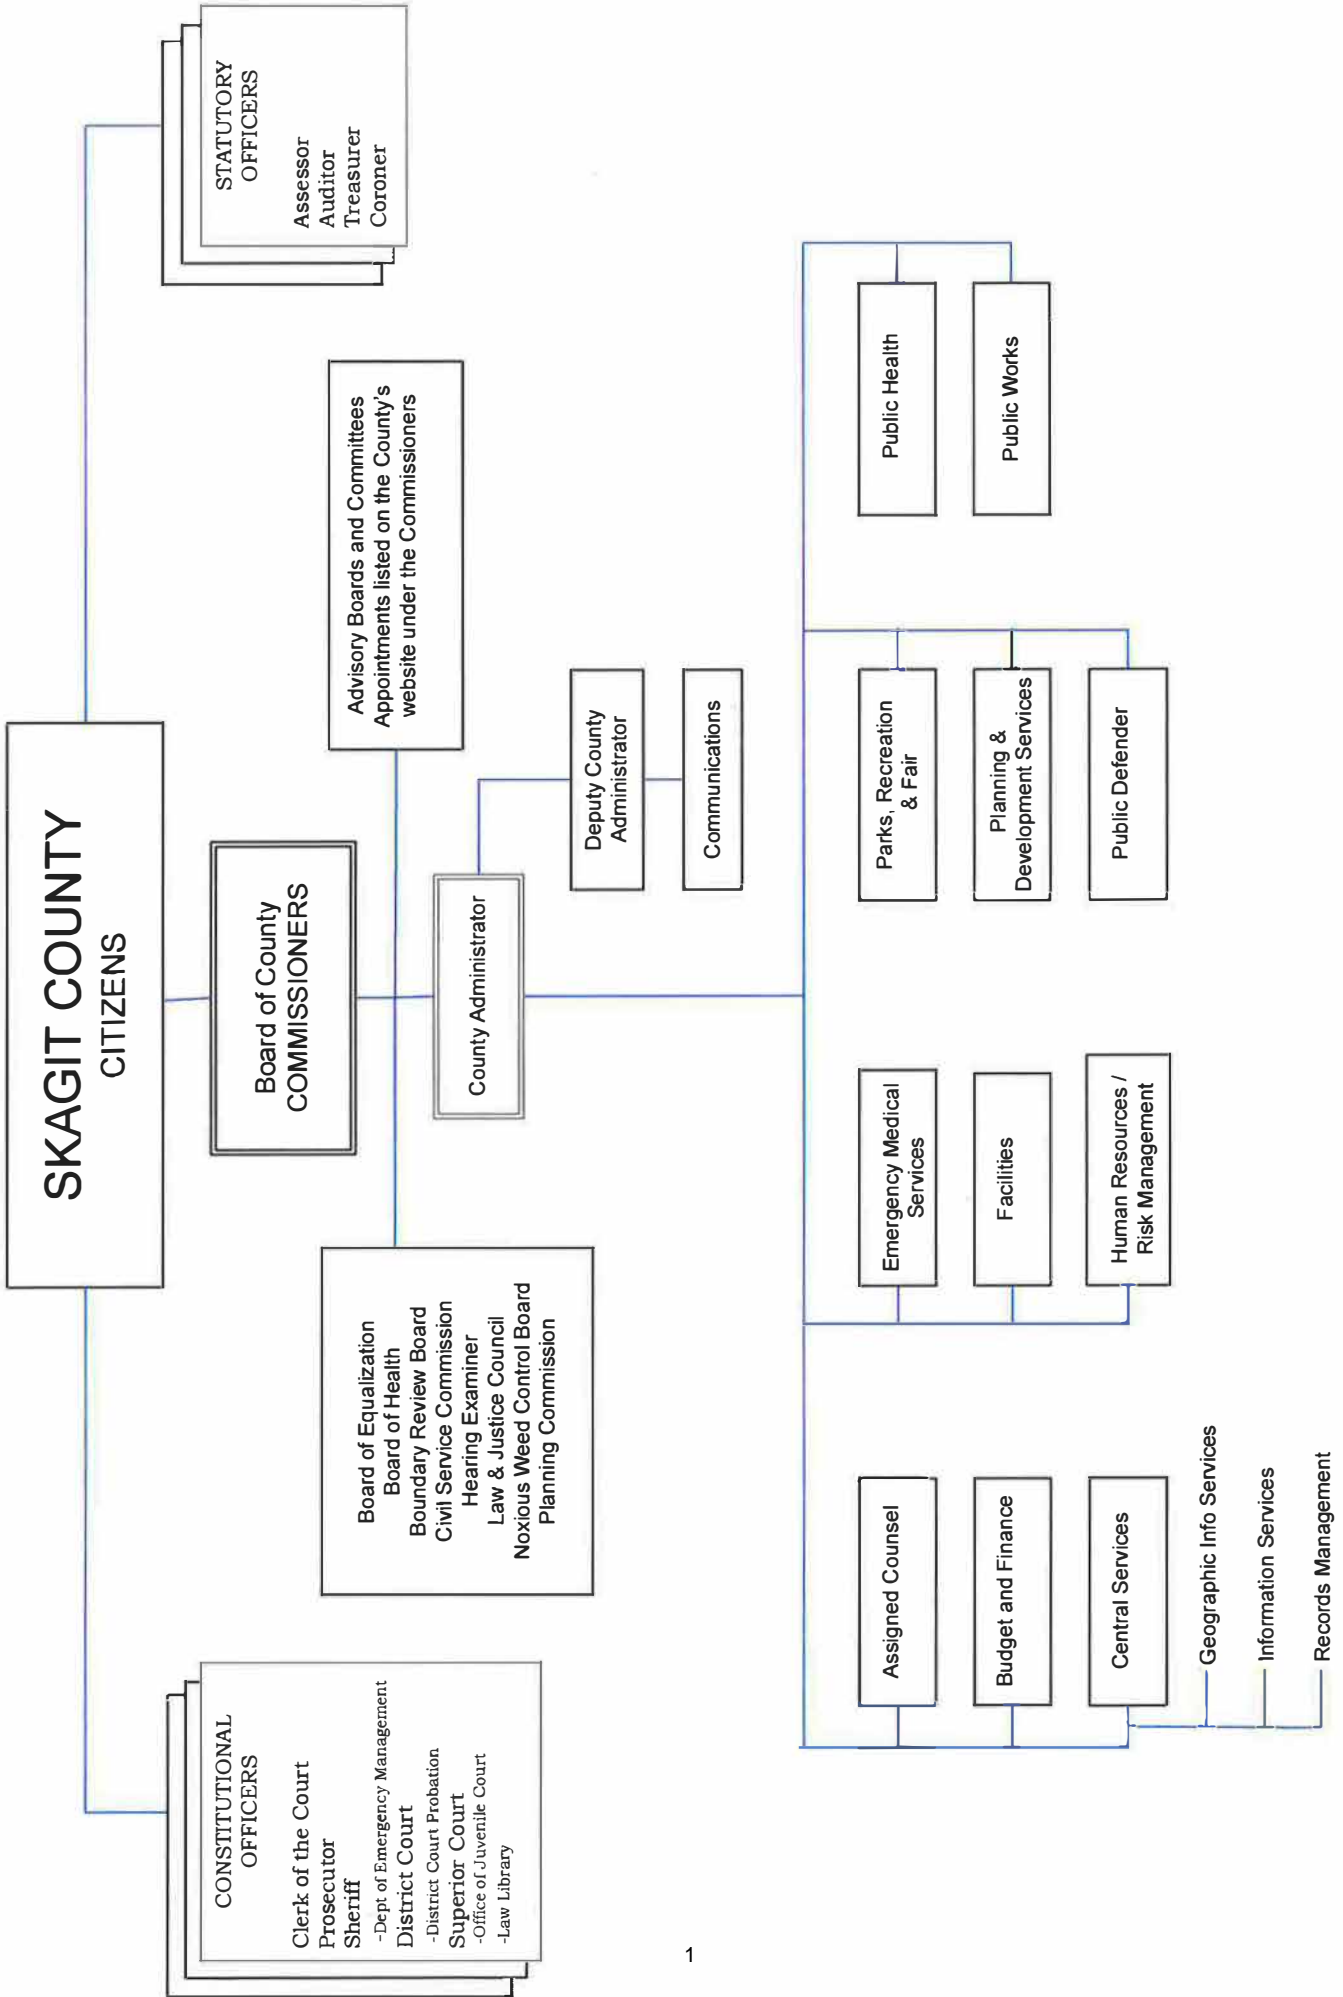 SKAGIT COUNTY
CITIZENS
CONSTITUTIONAL
OFFICERS
Clerk of the Court
Prosecutor
Sheriff
-Dept of Emergency Management
District Court
-District Court Probation
Superior Court
-Office of Juvenile Court
-Law Library
Board of County
COMMISSIONERS
STATUTORY
OFFICERS
Assessor
Auditor
Treasurer
Coroner
Board of Equalization
Board of Health
Boundary Review Board
Civil Service Commission
Hearing Examiner
Law & Justice Council
Noxious Weed Control Board
Planning Commission
Advisory Boards and Committees
Appointments listed on the County's
website under the Commissioners
County Administrator
Deputy County
Administrator
Communications
Assigned Counsel
Budget and Finance
Central Services
Geographic Info Services
Information Services
Records Management
Emergency Medical
Services
Facilities
Human Resources /
Risk Management
Parks, Recreation
& Fair
Planning &
Development Services
Public Defender
Public Health
Public Works
1